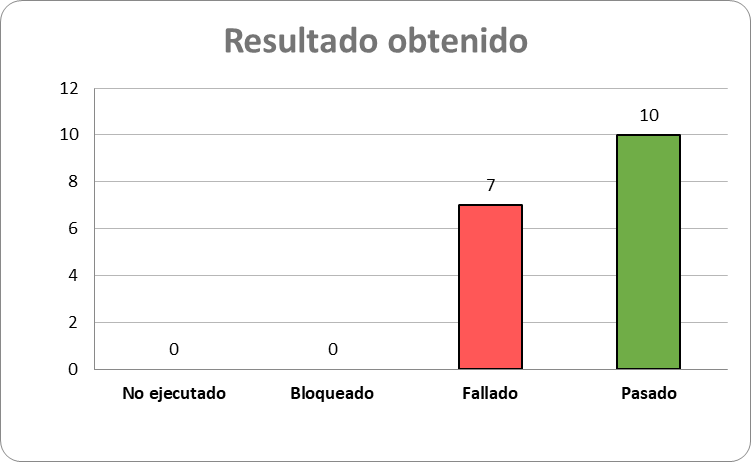 Resultado obtenido
12
10
8
6
4
2
0
0
0
7
10
No ejecutado
Bloqueado
Fallado
Pasado